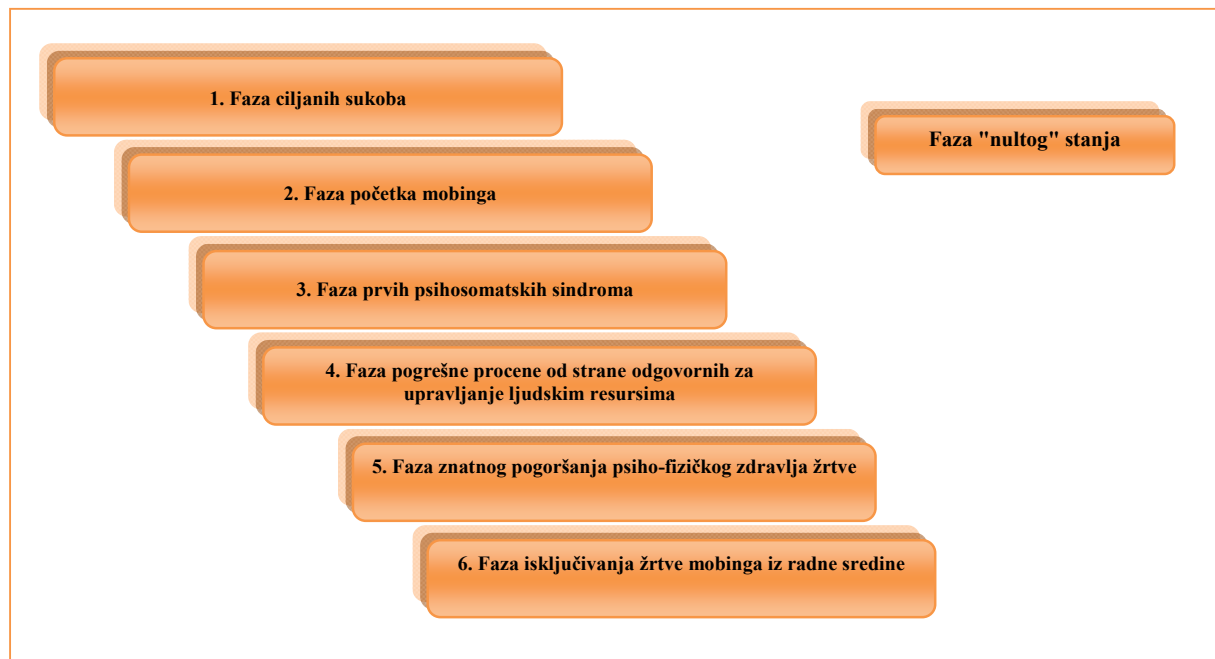 1. Faza ciljanih sukoba
Faza "nultog" stanja
2. Faza početka mobinga
3. Faza prvih psihosomatskih sindroma
4. Faza pogrešne procene od strane odgovornih za
upravljanje ljudskim resursima
5. Faza znatnog pogoršanja psiho-fizičkog zdravlja žrtve
6. Faza isključivanja žrtve mobinga iz radne sredine